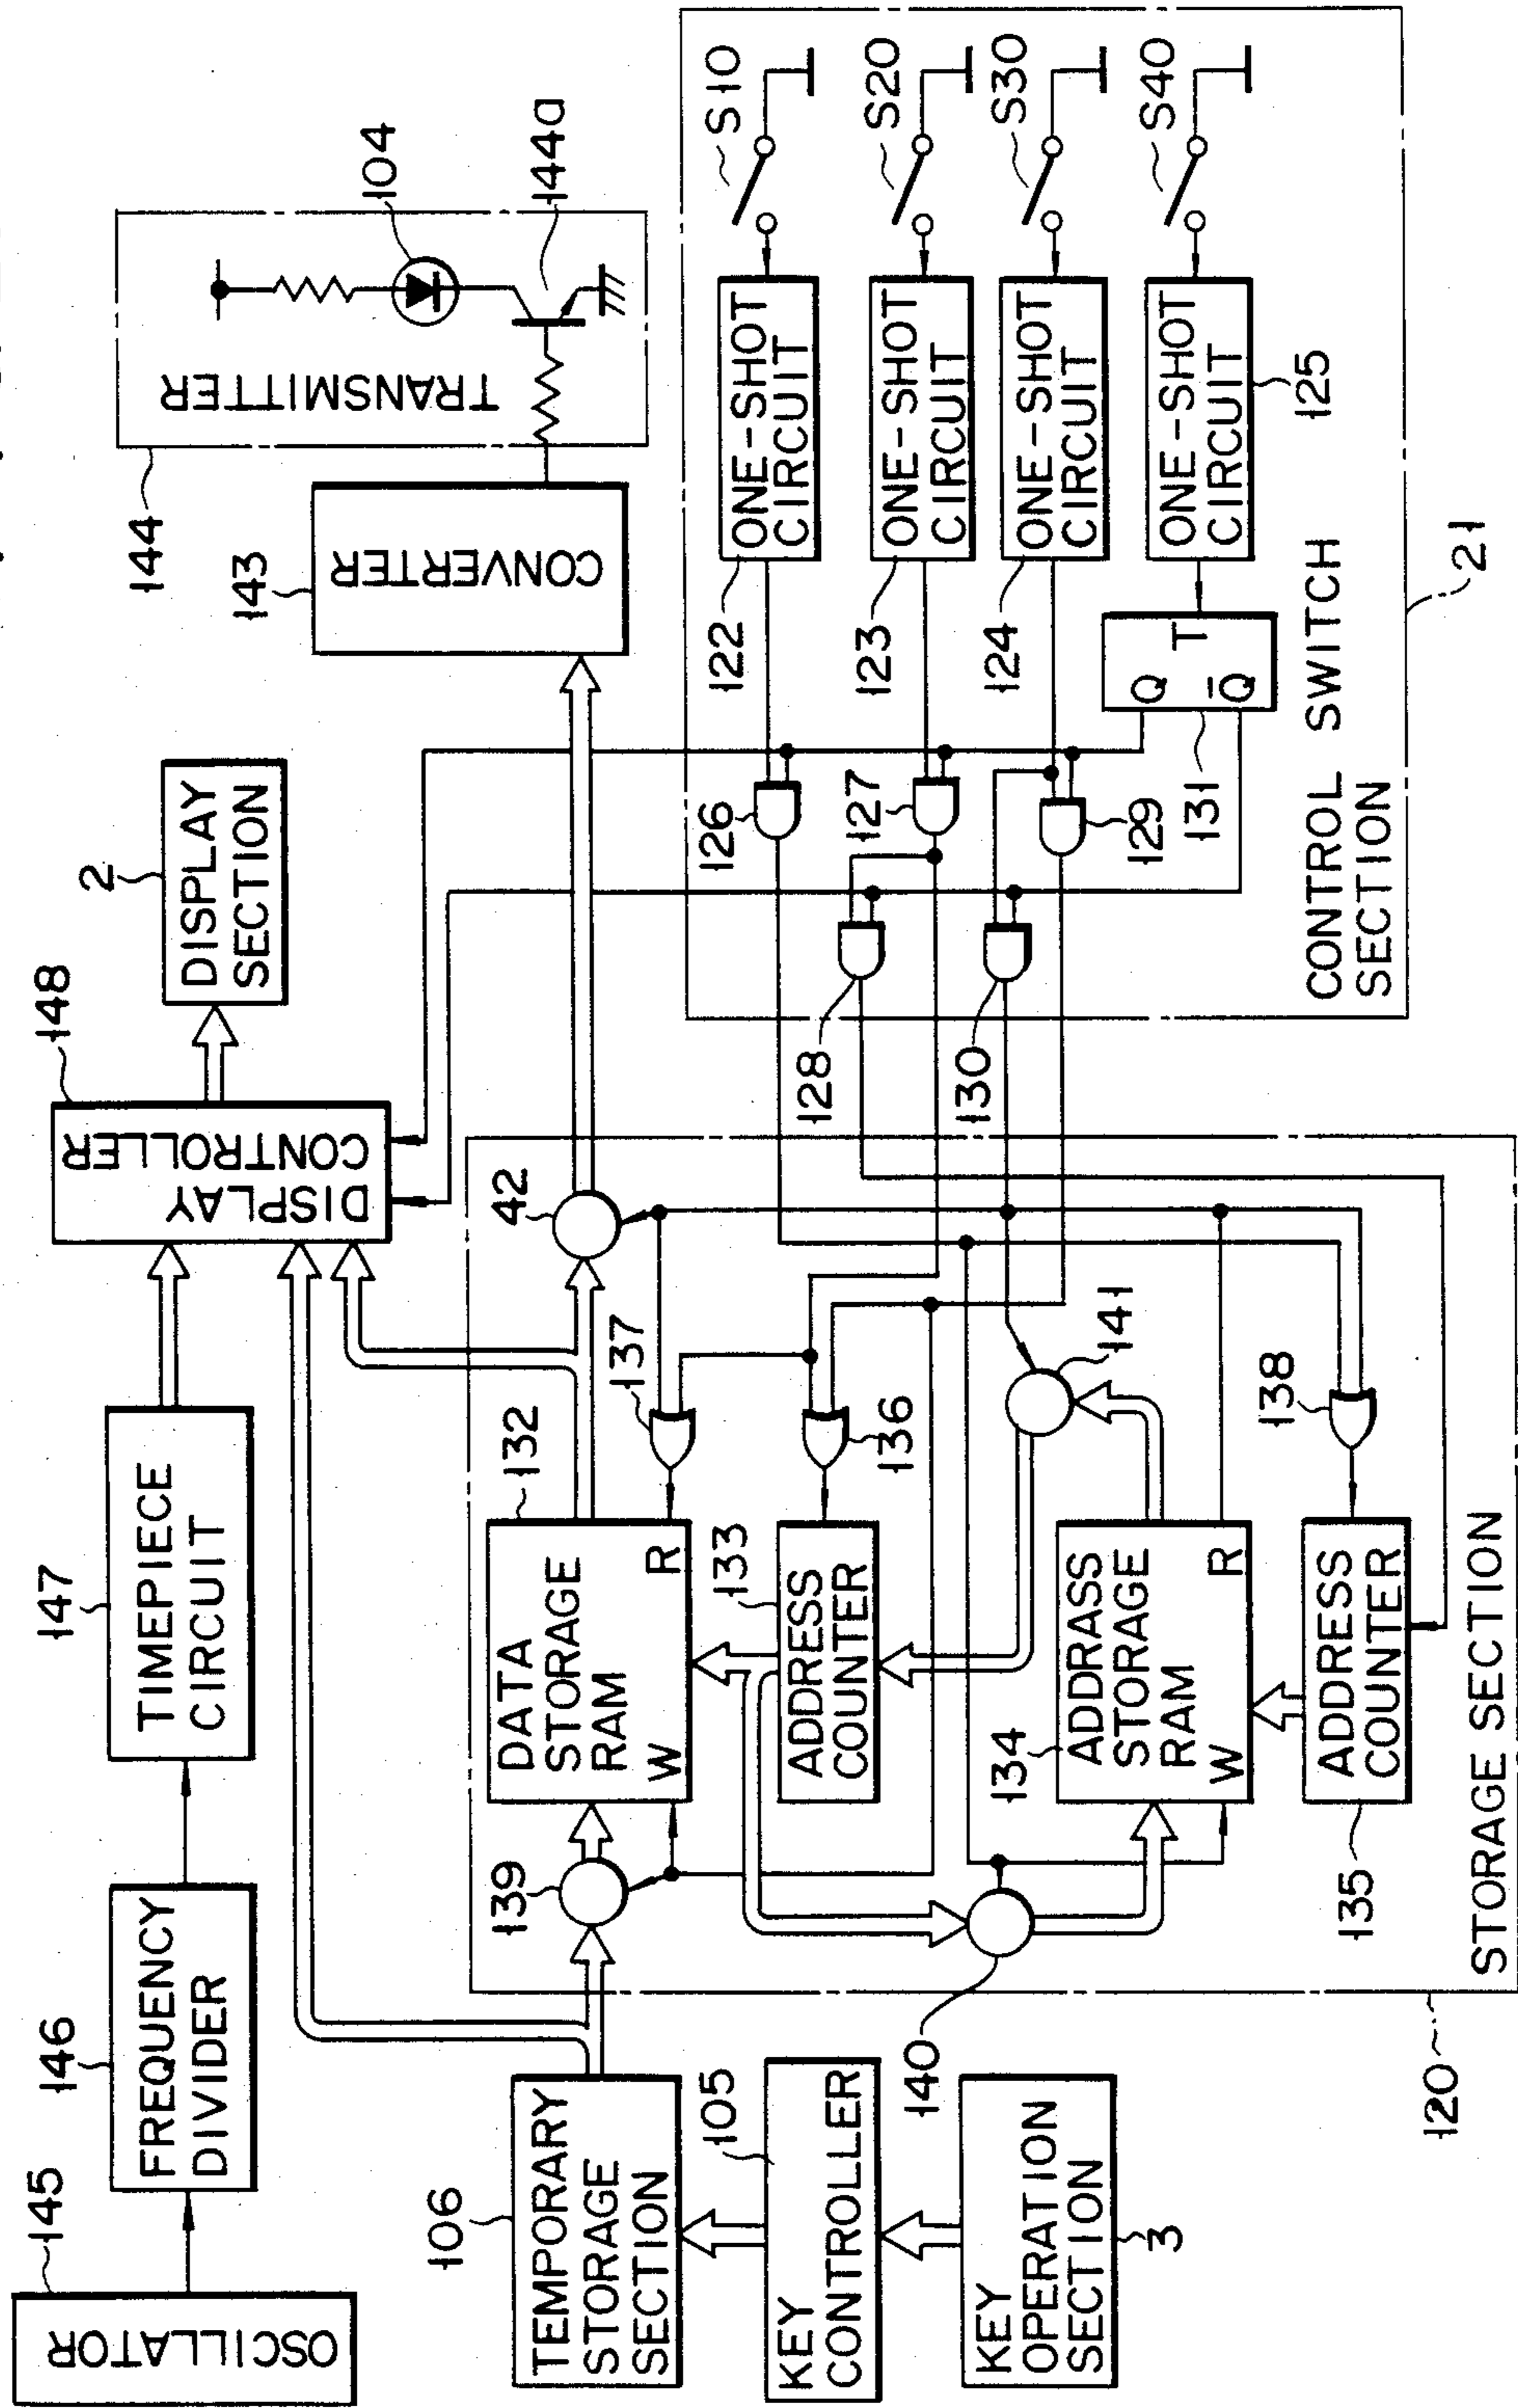 145
OSCILLATOR
146
FREQUENCY
DIVIDER
147
TIMEPIECE
CIRCUIT
148
DISPLAY
CONTROLLER
2
DISPLAY
SECTION
144
TRANSMITTER
104
144a
143
CONVERTER
106
TEMPORARY
STORAGE
SECTION
105
KEY
CONTROLLER
KEY
OPERATION
SECTION
3
139
132
DATA
STORAGE
RAM
W
R
137
42
133
ADDRESS
COUNTER
136
140
134
ADDRASS
STORAGE
RAM
W
R
141
135
ADDRESS
COUNTER
138
120
STORAGE SECTION
122
ONE-SHOT
CIRCUIT
S10
123
ONE-SHOT
CIRCUIT
S20
124
ONE-SHOT
CIRCUIT
S30
125
ONE-SHOT
CIRCUIT
S40
126
127
128
129
130
131
Q
T
Q̅
CONTROL SWITCH
SECTION
21